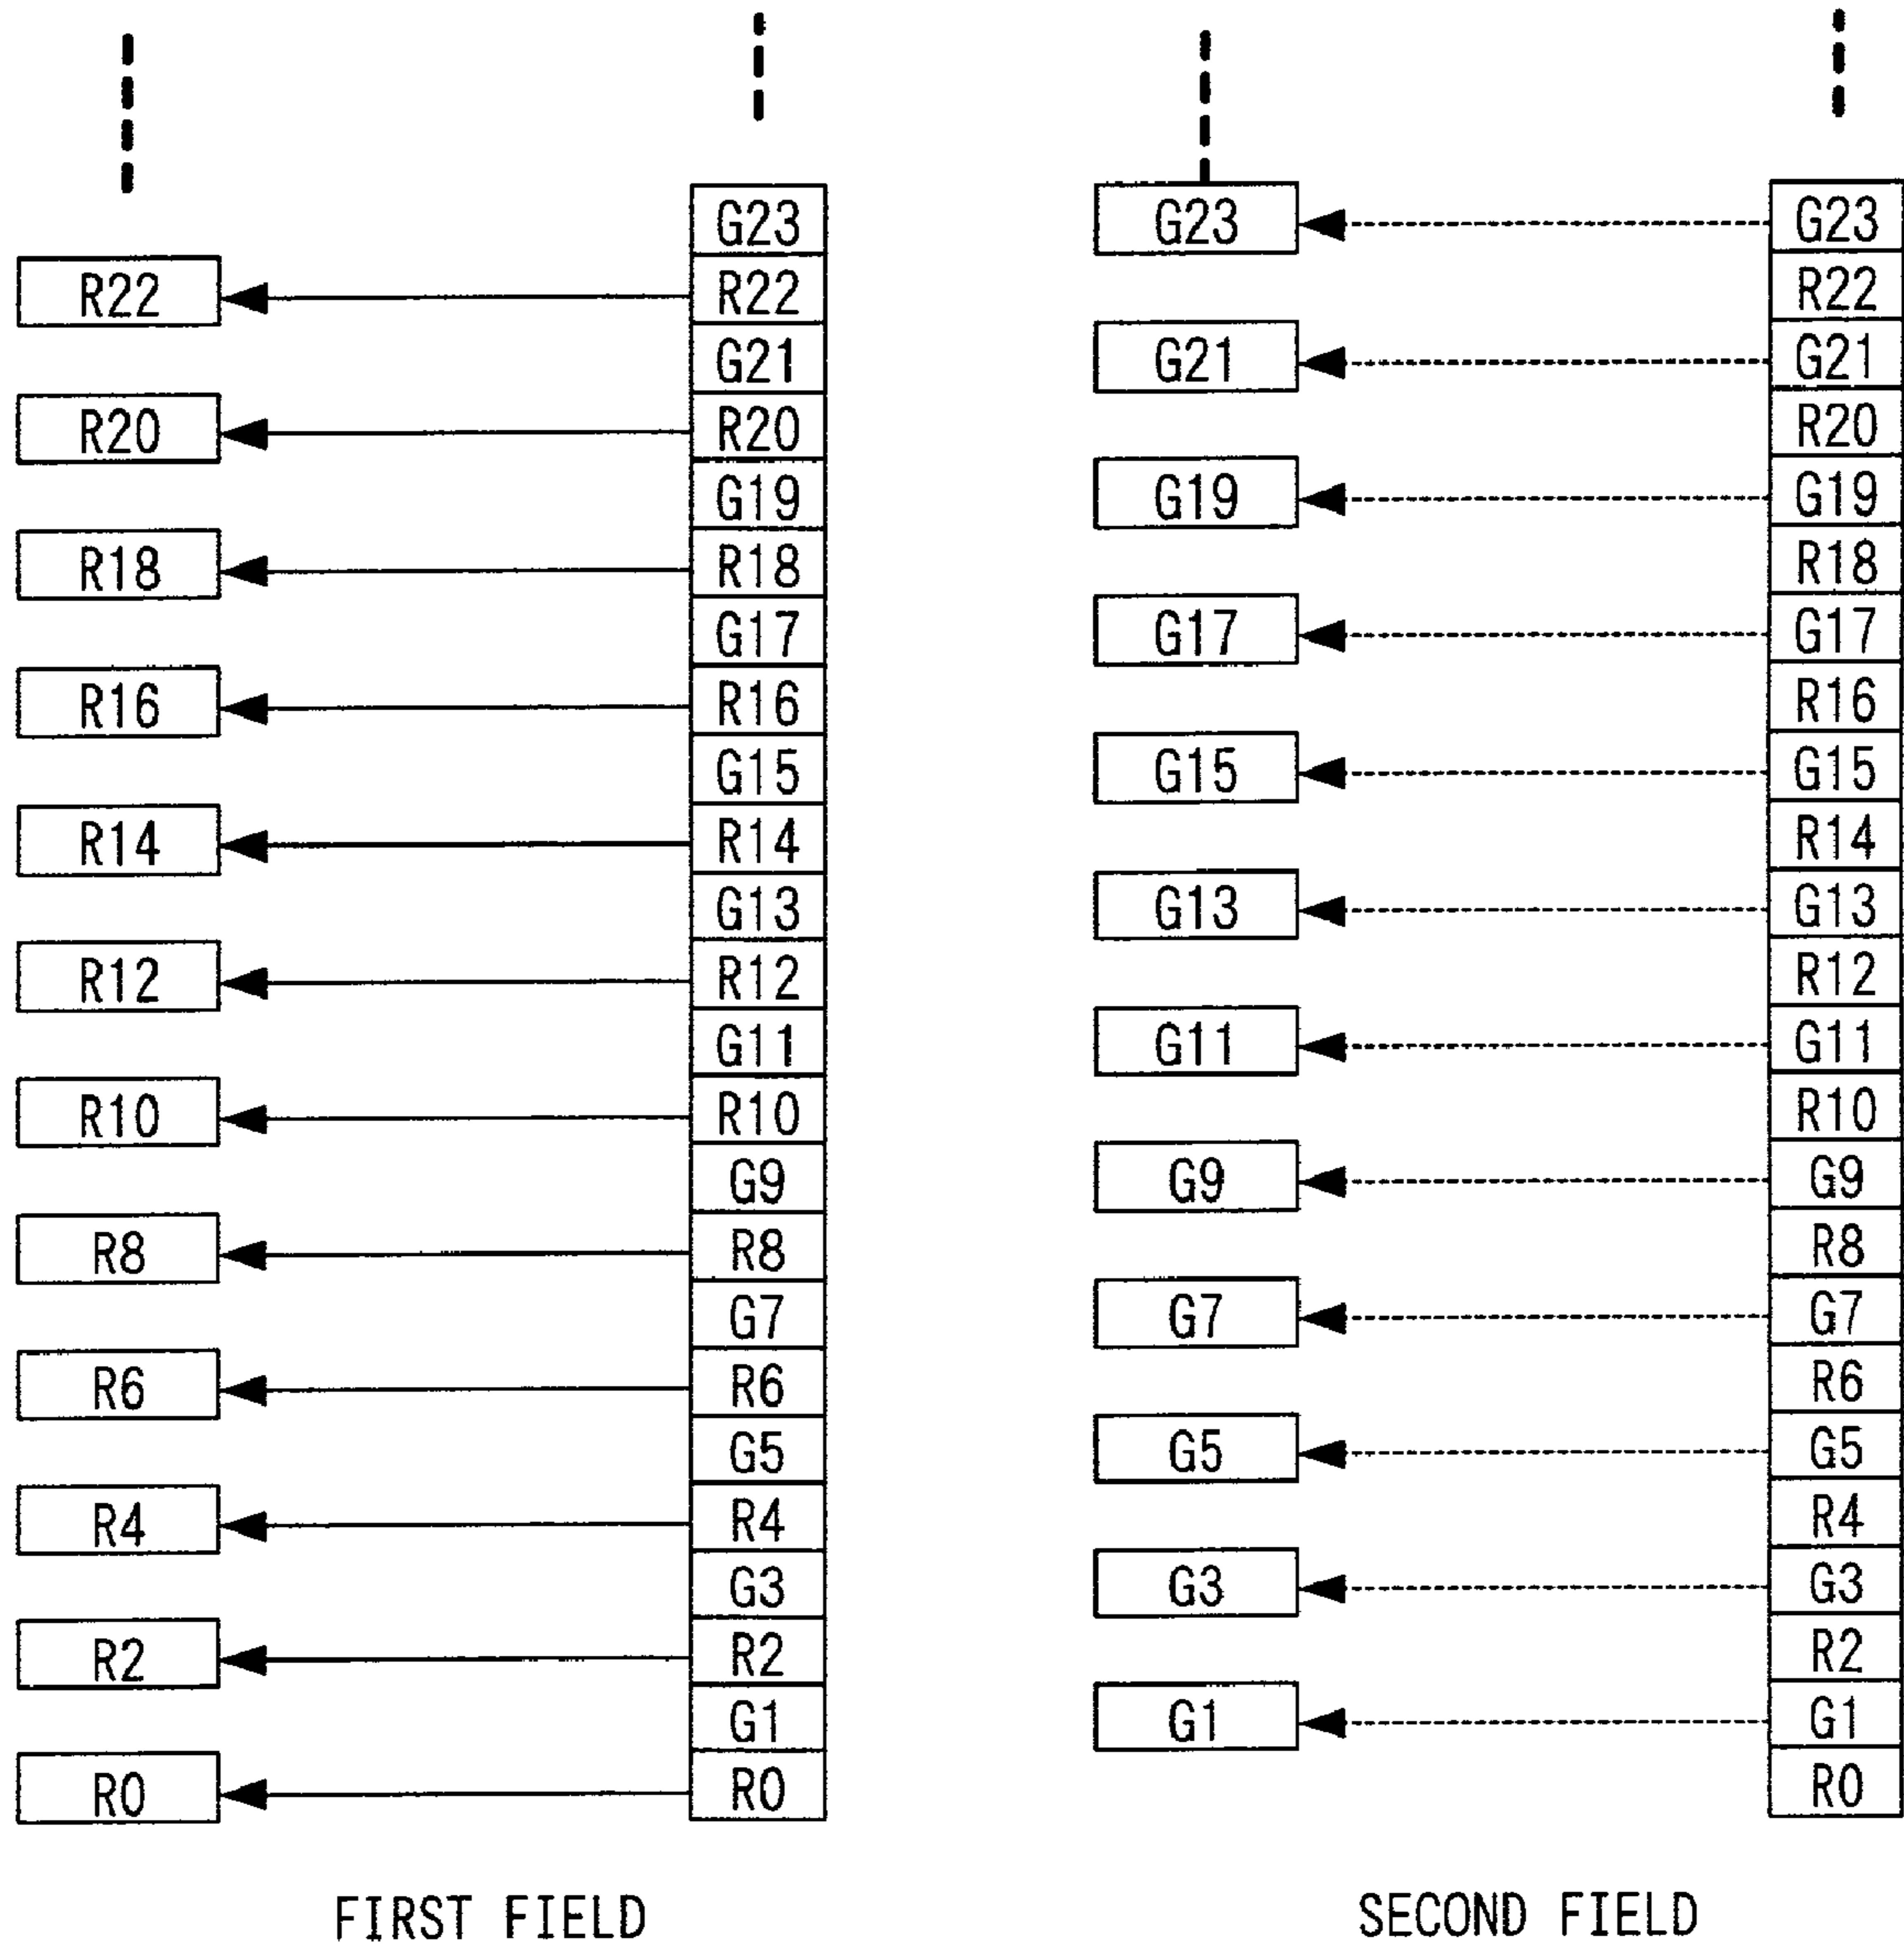 G23 G23 G23
R22 R22 R22
G21 G21 G21
R20 R20 R20
G19 G19 G19
R18 R18 R18
G17 G17 G17
R16 R16 R16
G15 G15 G15
R14 R14 R14
G13 G13 G13
R12 R12 R12
G11 G11 G11
R10 R10 R10
G9 G9 G9
R8 R8 R8
G7 G7 G7
R6 R6 R6
G5 G5 G5
R4 R4 R4
G3 G3 G3
R2 R2 R2
G1 G1 G1
R0 R0 R0
FIRST FIELD SECOND FIELD